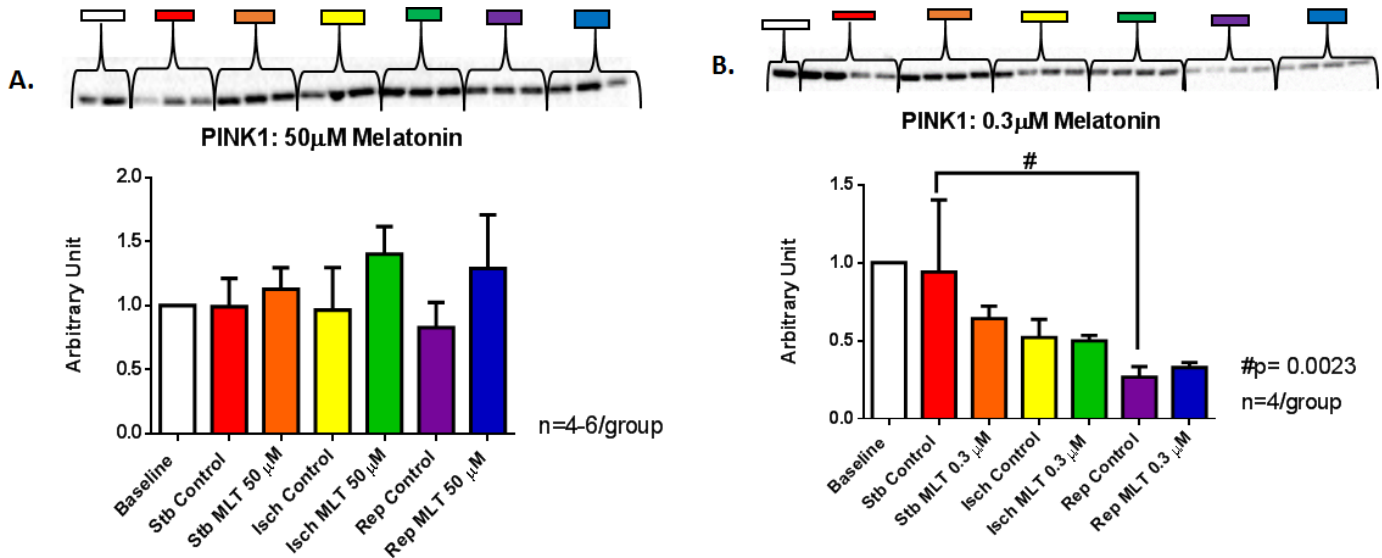 A.
PINK1: 50μM Melatonin
2.0
1.5
1.0
0.5
0.0
Arbitrary Unit
Baseline
Stb Control
Stb MLT 50 μM
Isch Control
Isch MLT 50 μM
Rep Control
Rep MLT 50 μM
n=4-6/group
B.
PINK1: 0.3μM Melatonin
#
1.5
1.0
0.5
0.0
Arbitrary Unit
Baseline
Stb Control
Stb MLT 0.3 μM
Isch Control
Isch MLT 0.3 μM
Rep Control
Rep MLT 0.3 μM
#p= 0.0023
n=4/group